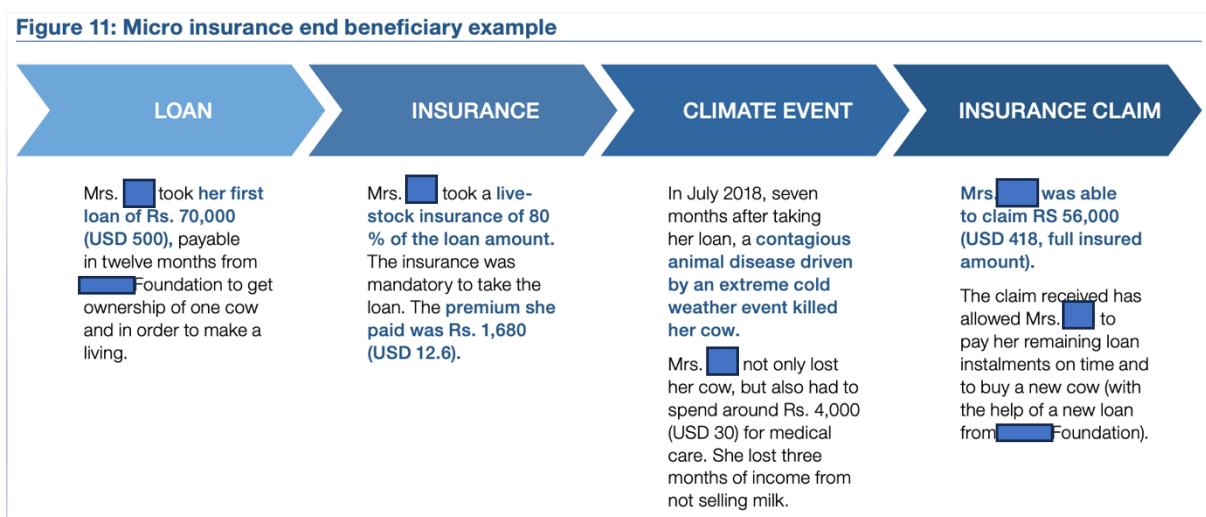 Figure 11: Micro insurance end beneficiary example
LOAN
Mrs. took her first
loan of Rs. 70,000
(USD 500), payable
in twelve months from
Foundation to get
ownership of one cow
and in order to make a
living.
INSURANCE
Mrs. took a live-
stock insurance of 80
% of the loan amount.
The insurance was
mandatory to take the
loan. The premium she
paid was Rs. 1,680
(USD 12.6).
CLIMATE EVENT
In July 2018, seven
months after taking
her loan, a contagious
animal disease driven
by an extreme cold
weather event killed
her cow.
Mrs. not only lost
her cow, but also had to
spend around Rs. 4,000
(USD 30) for medical
care. She lost three
months of income from
not selling milk.
INSURANCE CLAIM
Mrs. was able
to claim RS 56,000
(USD 418, full insured
amount).
The claim received has
allowed Mrs. to
pay her remaining loan
instalments on time and
to buy a new cow (with
the help of a new loan
from Foundation).